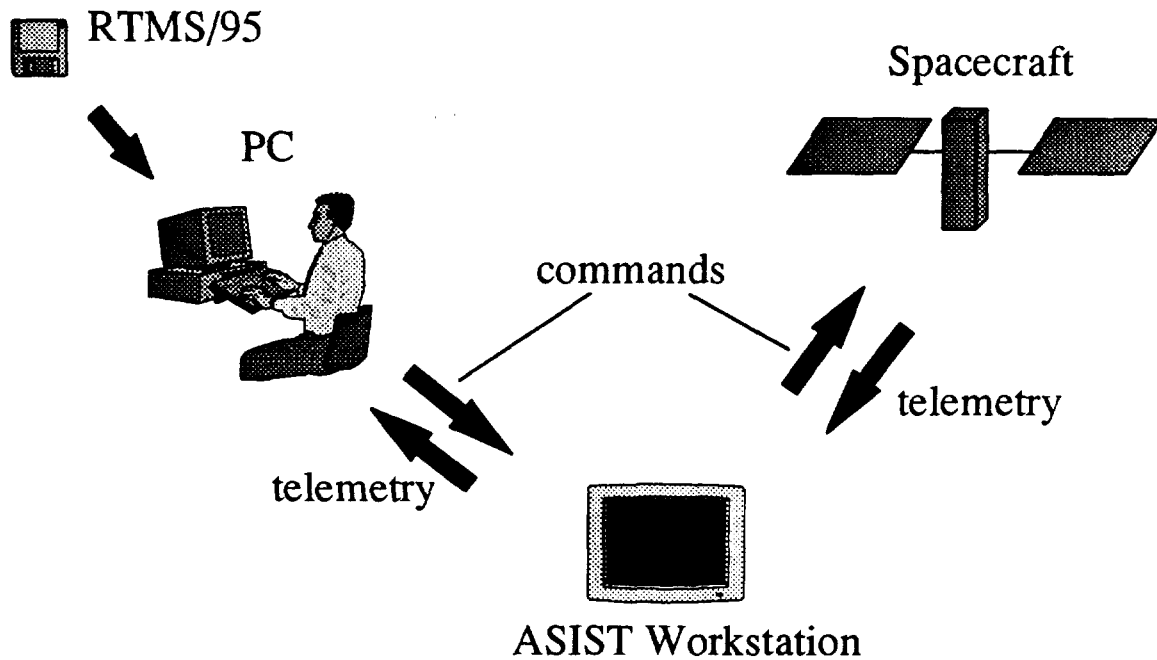 RTMS/95
Spacecraft
PC
commands
telemetry
telemetry
ASIST Workstation